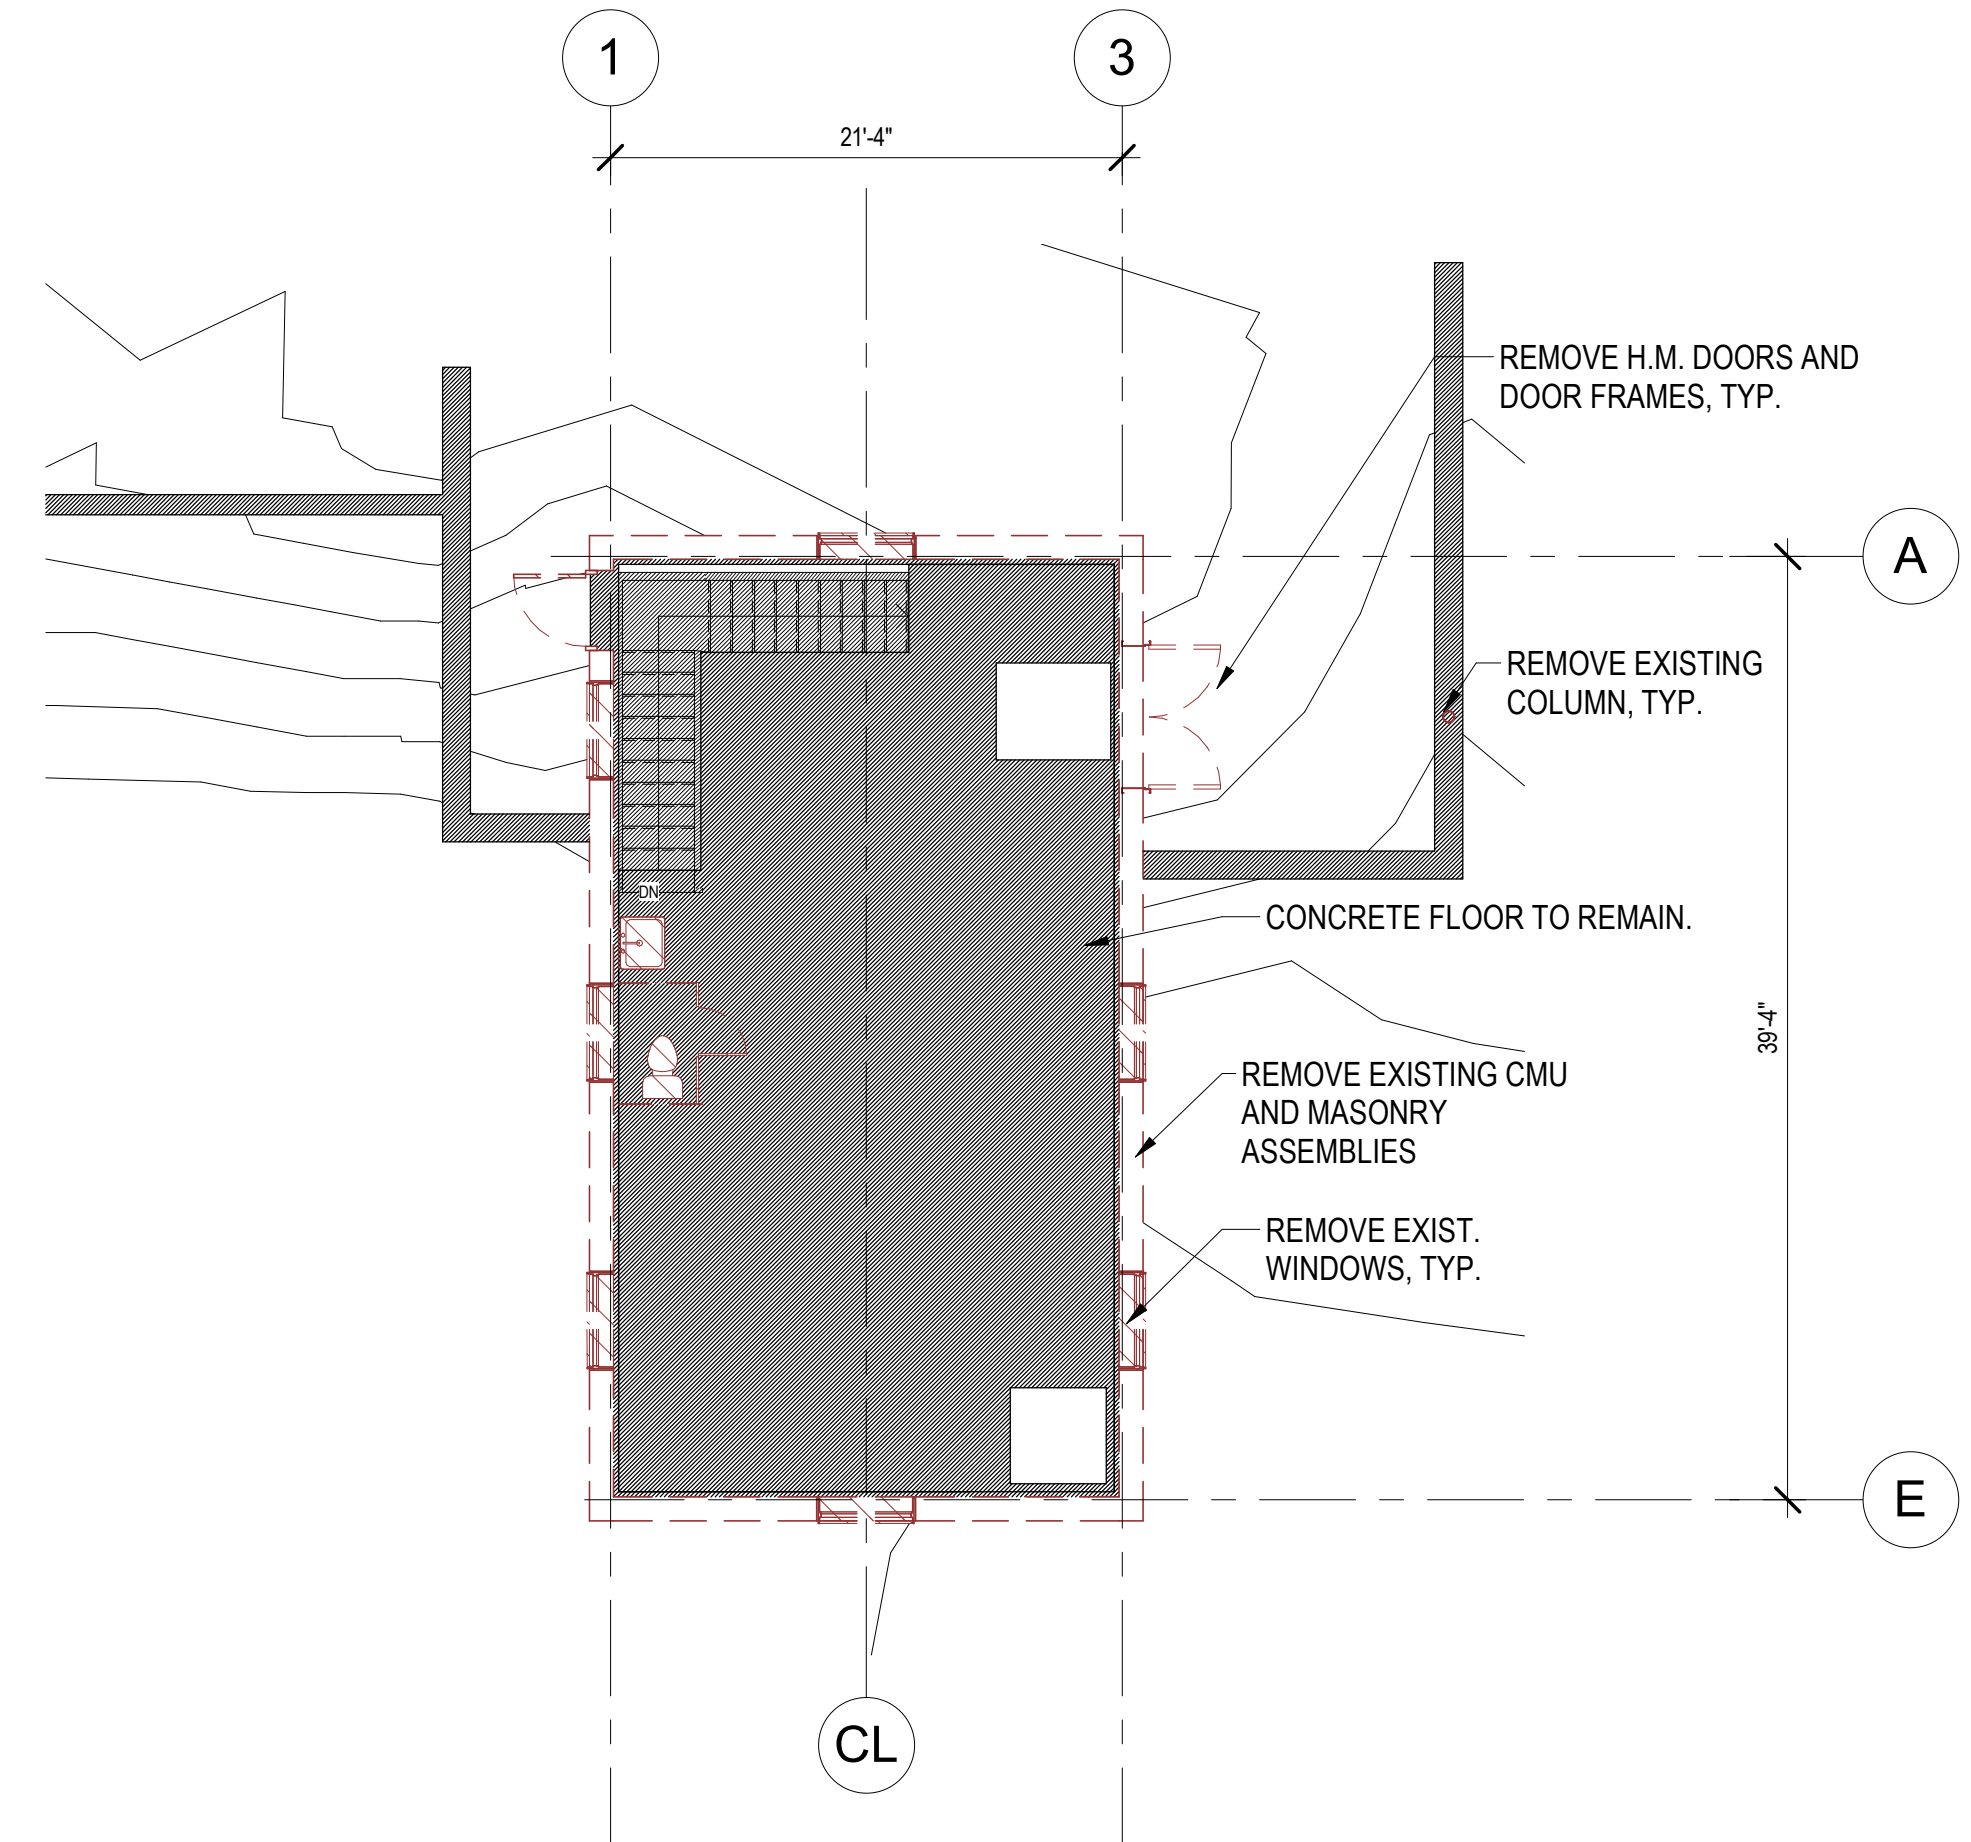 1
3
21'-4"
REMOVE H.M. DOORS AND
DOOR FRAMES, TYP.
A
REMOVE EXISTING
COLUMN, TYP.
DN
CONCRETE FLOOR TO REMAIN.
39'-4"
REMOVE EXISTING CMU
AND MASONRY
ASSEMBLIES
REMOVE EXIST.
WINDOWS, TYP.
E
CL